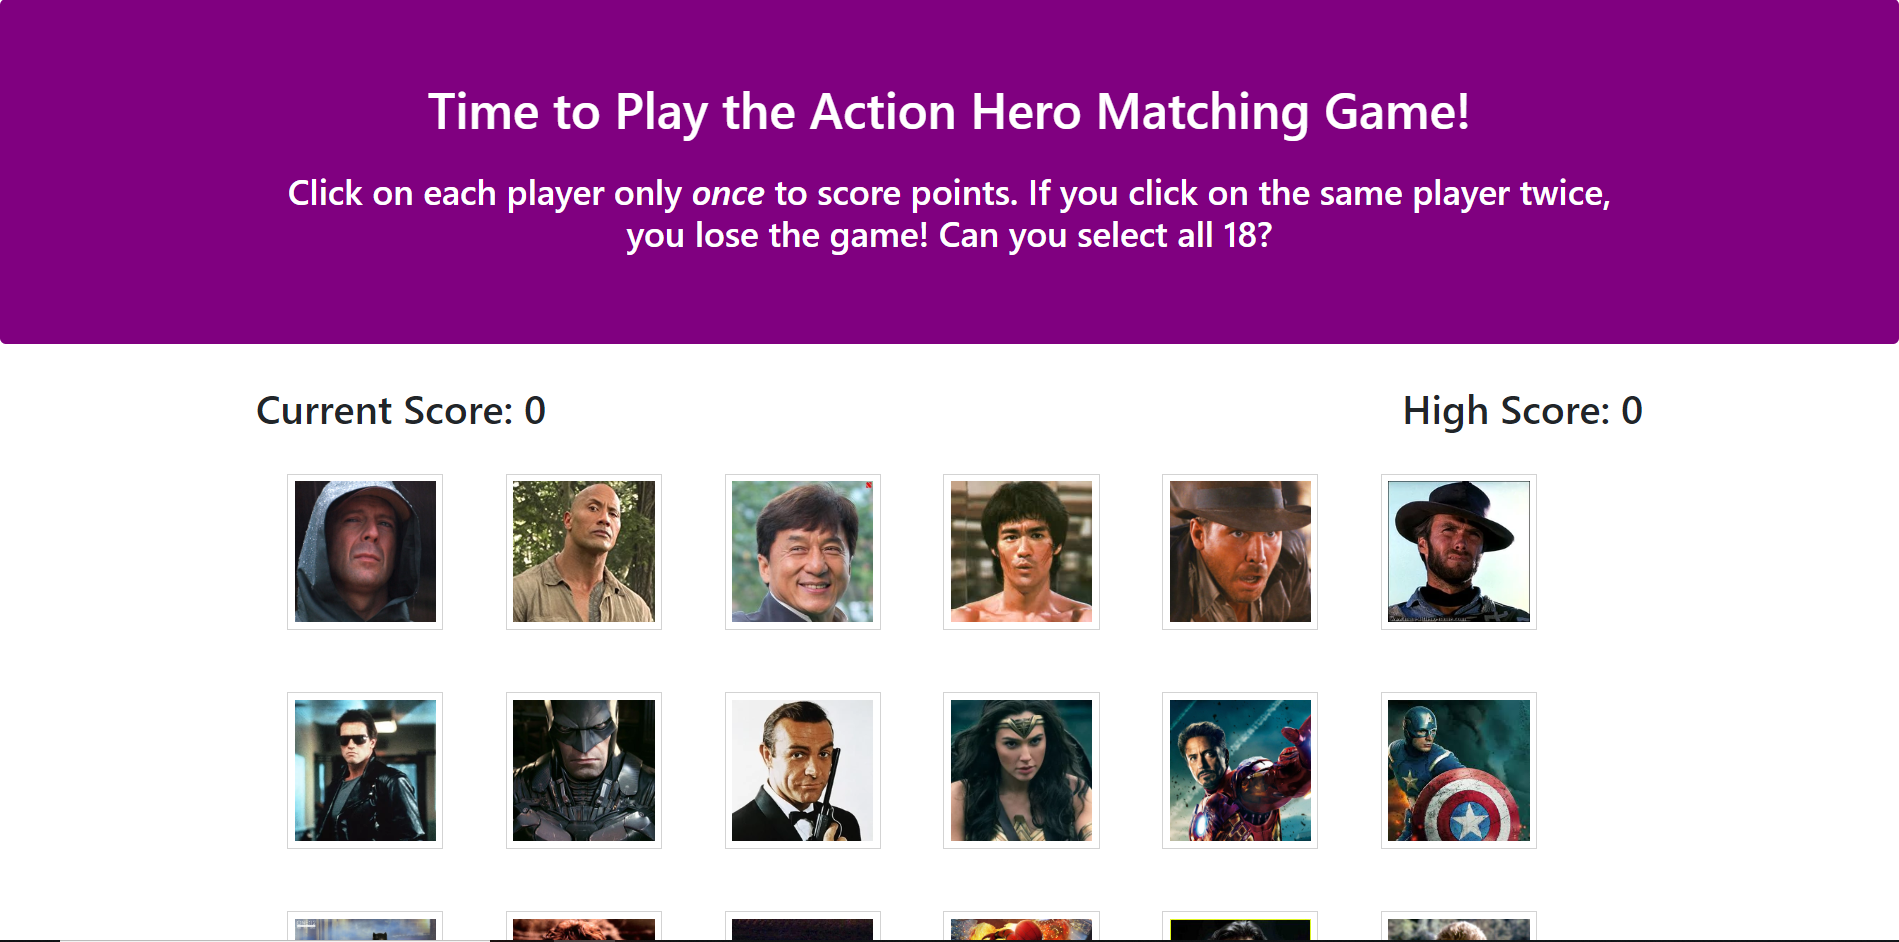 Time to Play the Action Hero Matching Game!
Click on each player only once to score points. If you click on the same player twice,
you lose the game! Can you select all 18?
Current Score: 0
High Score: 0